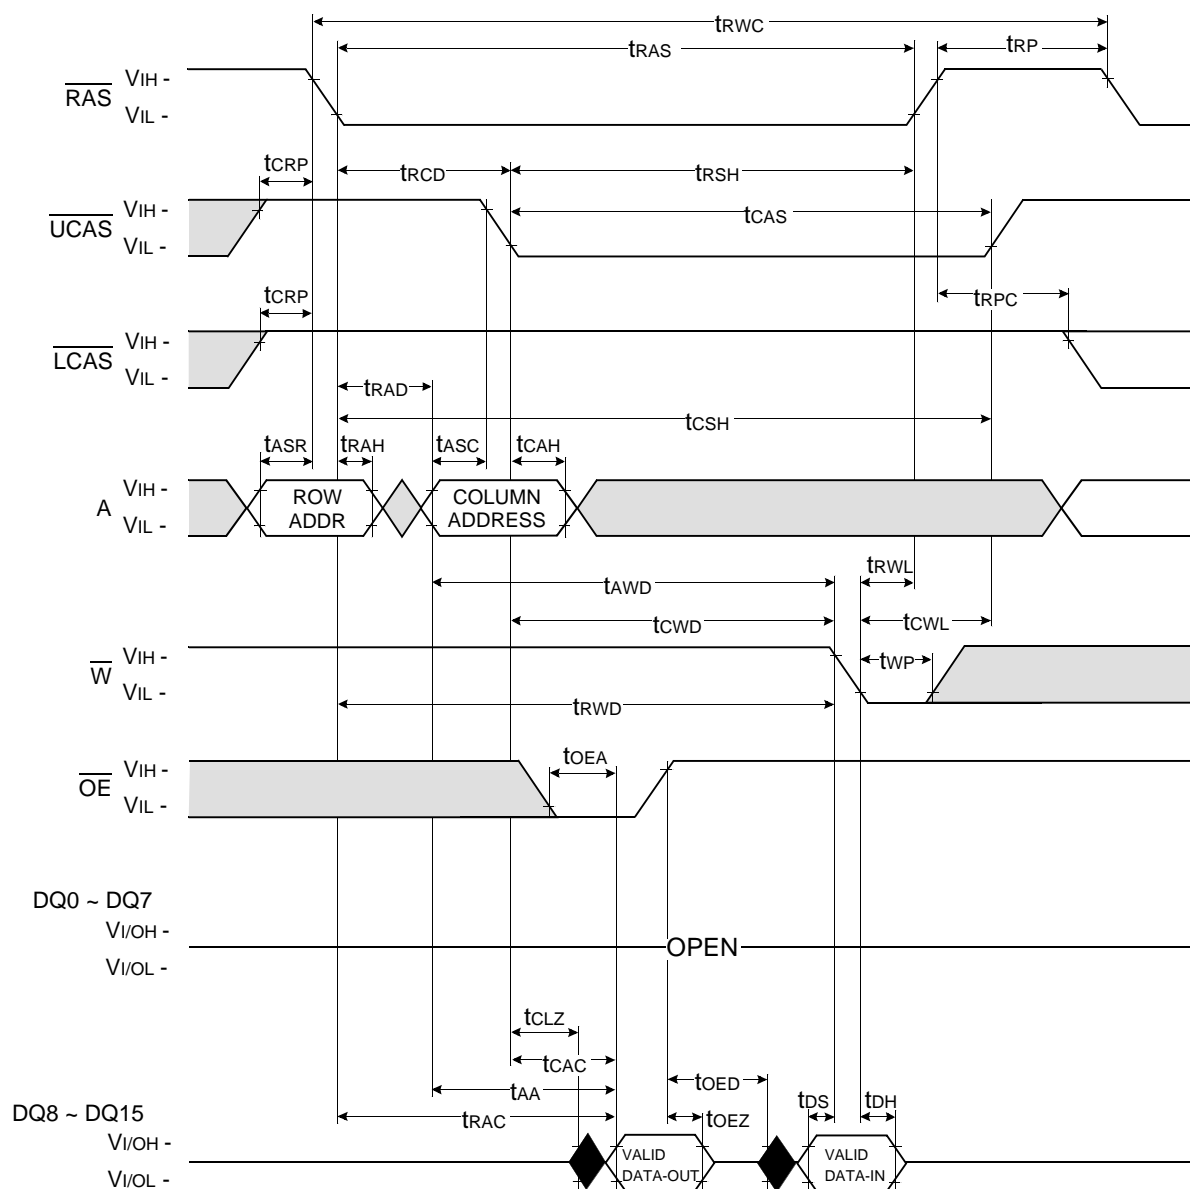 tRWC
tRAS
tRP
RAS
VIH -
VIL -
tCRP
tRCD
tRSH
UCAS
VIH -
VIL -
tCAS
tCRP
tRPC
LCAS
VIH -
VIL -
tRAD
tCSH
tASR
tRAH
tASC
tCAH
A
VIH -
VIL -
ROW
ADDR
COLUMN
ADDRESS
tRWL
tAWD
tCWD
tCWL
W
VIH -
VIL -
tWP
tRWD
OE
VIH -
VIL -
tOEA
DQ0 ~ DQ7
VI/OH -
VI/OL -
OPEN
tCLZ
tCAC
tAA
tOED
tRAC
tOEZ
tDS
tDH
DQ8 ~ DQ15
VI/OH -
VI/OL -
VALID
DATA-OUT
VALID
DATA-IN